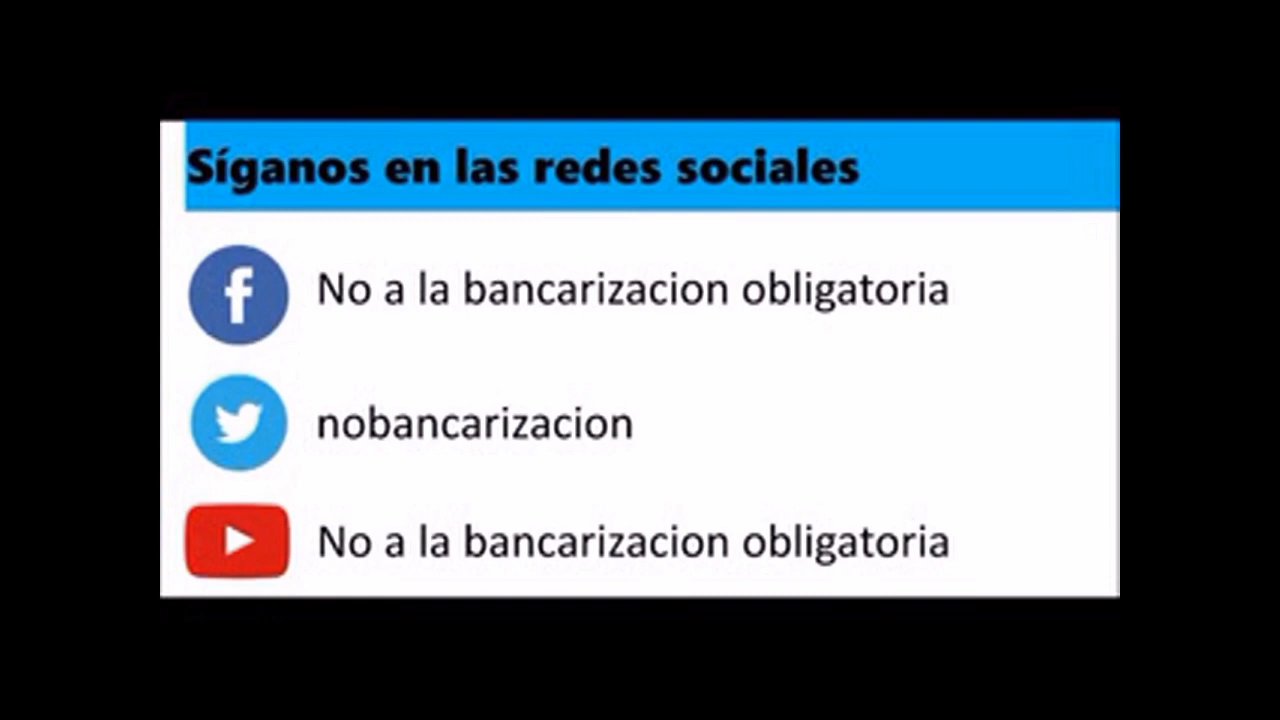 Síganos en las redes sociales
No a la bancarizacion obligatoria
nobancarizacion
No a la bancarizacion obligatoria